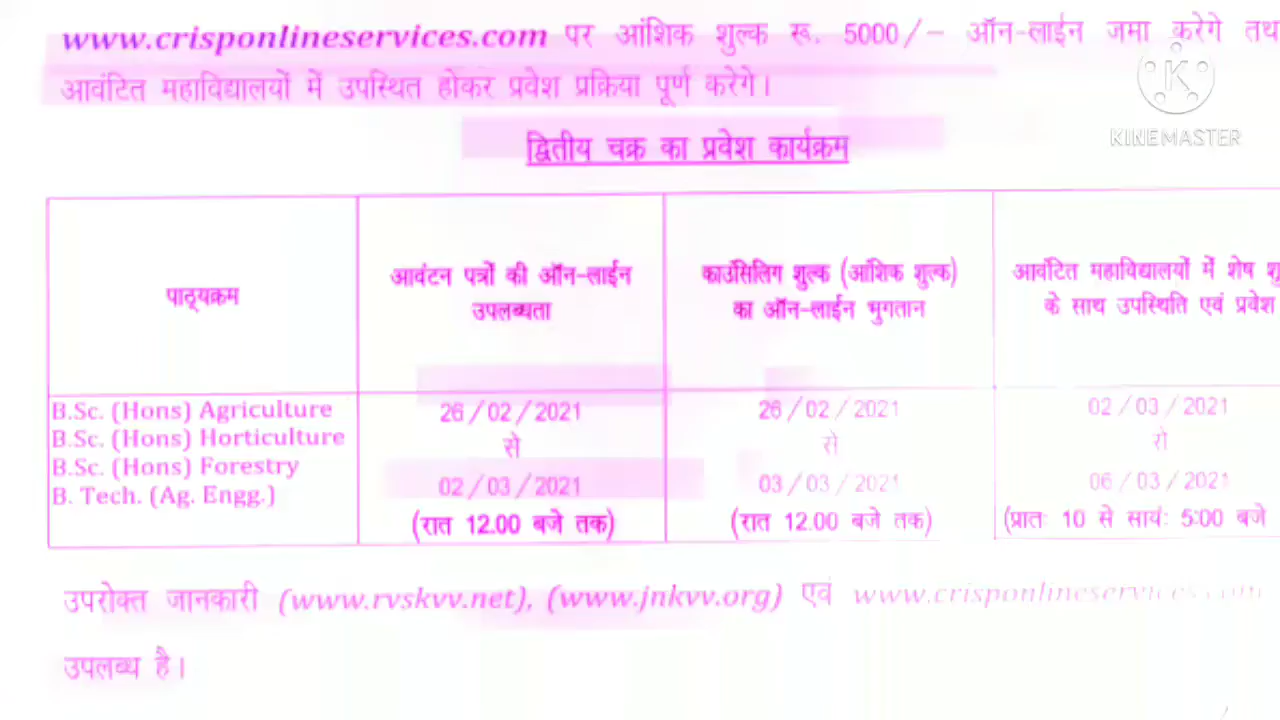 www.crisponlineservices.com पर आंशिक शुल्क रू. 5000/- ऑन-लाईन जमा करेगे तथ
आवंटित महाविद्यालयों में उपस्थित होकर प्रवेश प्रक्रिया पूर्ण करेगे।
KINEMASTER
द्वितीय चक्र का प्रवेश कार्यक्रम
पाठ्यक्रम
आवंटन पत्रों की ऑन-लाईन
उपलब्धता
काउंसिलिग शुल्क (आंशिक शुल्क)
का ऑन-लाईन भुगतान
आवंटित महाविद्यालयों में शेष शु
के साथ उपस्थिति एवं प्रवेश
B.Sc. (Hons) Agriculture
B.Sc. (Hons) Horticulture
B.Sc. (Hons) Forestry
B. Tech. (Ag. Engg.)
26/02/2021
से
02/03/2021
(रात 12.00 बजे तक)
26/02/2021
से
03/03/2021
(रात 12.00 बजे तक)
02/03/2021
से
06/03/2021
(प्रातः 10 से सायंः 5:00 बजे
उपरोक्त जानकारी (www.rvskvv.net), (www.jnkvv.org) एवं www.crisponlineservices.com
उपलब्ध है।